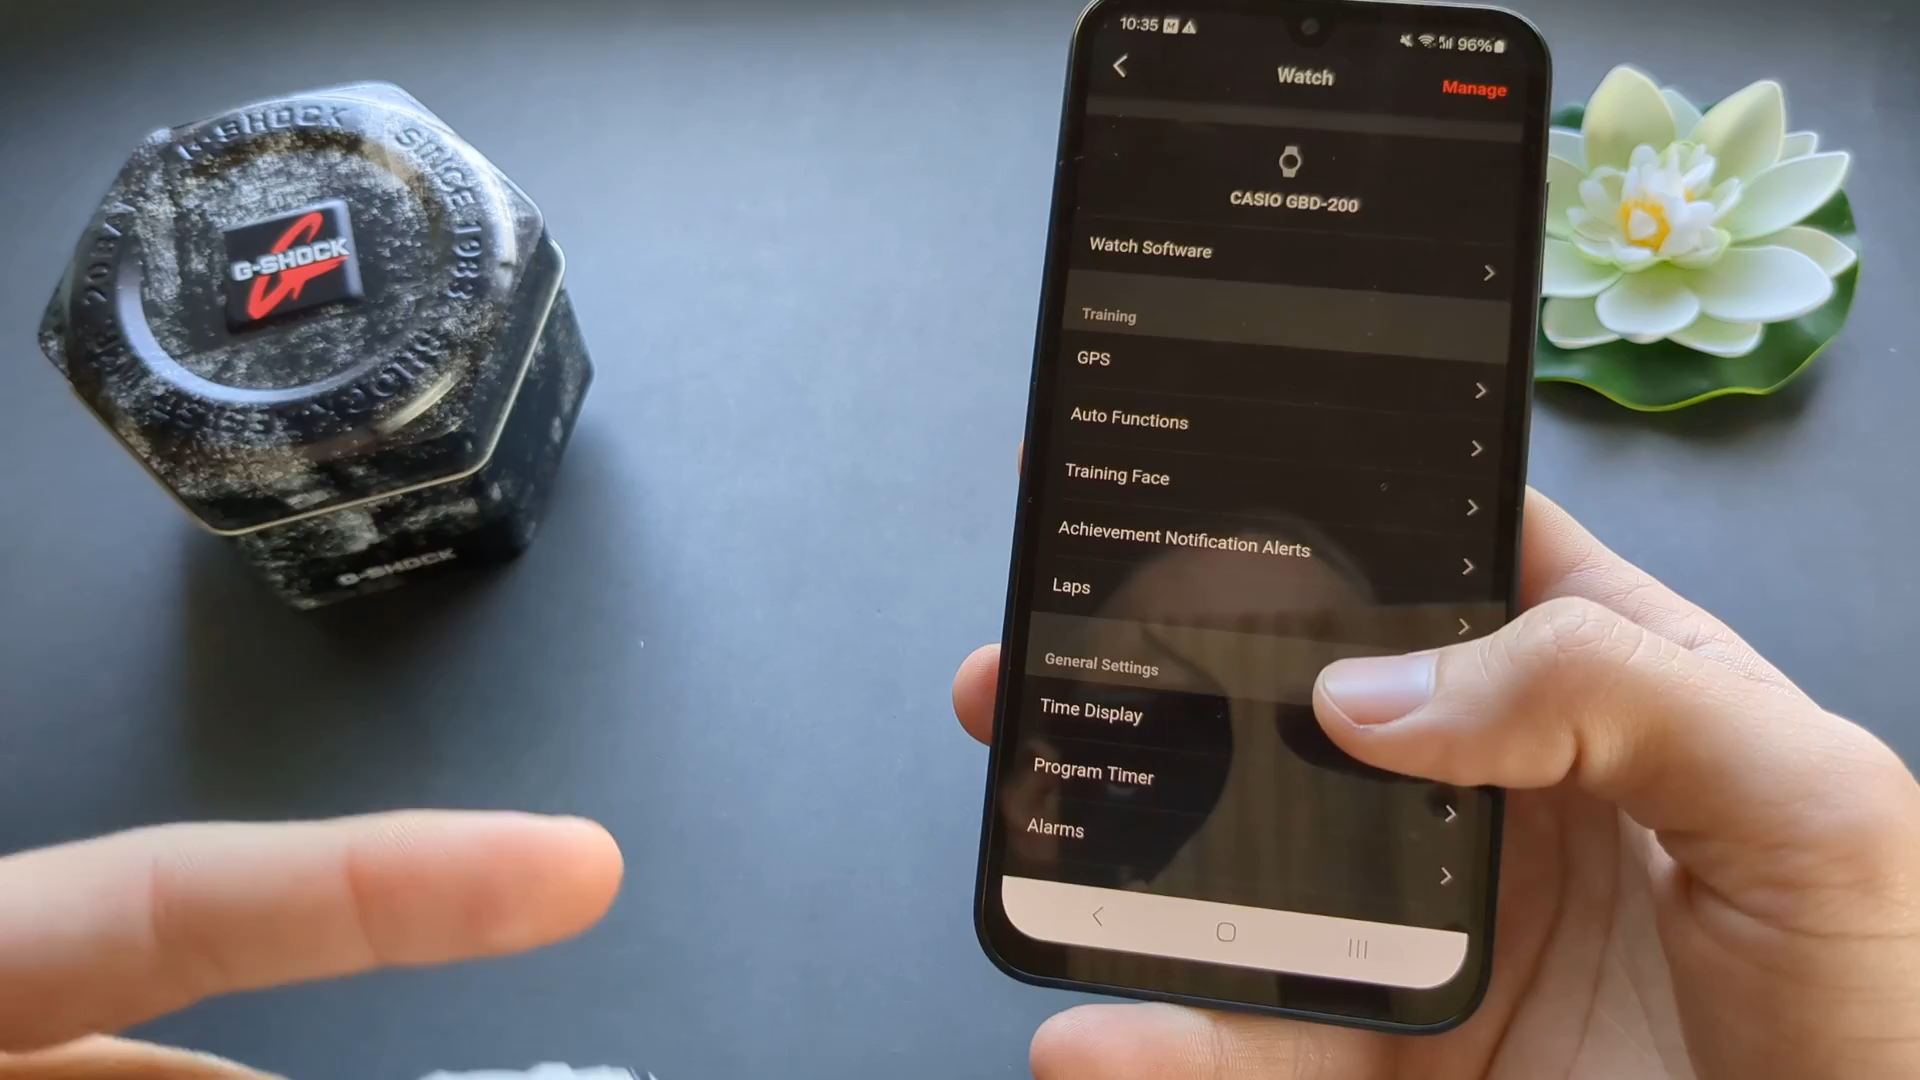 G-SHOCK
SINCE 1983
G-SHOCK
G-SHOCK
10:35
96%
Watch
Manage
CASIO GBD-200
Watch Software
Training
GPS
Auto Functions
Training Face
Achievement Notification Alerts
Laps
General Settings
Time Display
Program Timer
Alarms